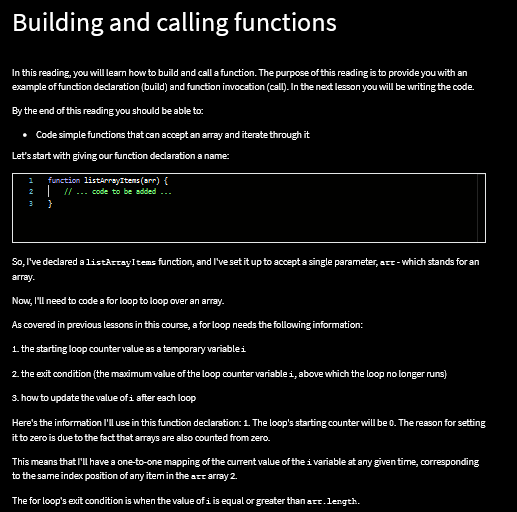 Building and calling functions
In this reading, you will learn how to build and call a function. The purpose of this reading is to provide you with an
example of function declaration (build) and function invocation (call). In the next lesson you will be writing the code.
By the end of this reading you should be able to:
• Code simple functions that can accept an array and iterate through it
Let's start with giving our function declaration a name:
1 function listArrayItems(arr) {
2 // ... code to be added ...
3 }
So, I've declared a listArrayItems function, and I've set it up to accept a single parameter, arr - which stands for an
array.
Now, I'll need to code a for loop to loop over an array.
As covered in previous lessons in this course, a for loop needs the following information:
1. the starting loop counter value as a temporary variable i
2. the exit condition (the maximum value of the loop counter variable i, above which the loop no longer runs)
3. how to update the value of i after each loop
Here's the information I'll use in this function declaration: 1. The loop's starting counter will be 0. The reason for setting
it to zero is due to the fact that arrays are also counted from zero.
This means that I'll have a one-to-one mapping of the current value of the i variable at any given time, corresponding
to the same index position of any item in the arr array 2.
The for loop's exit condition is when the value of i is equal or greater than arr.length.